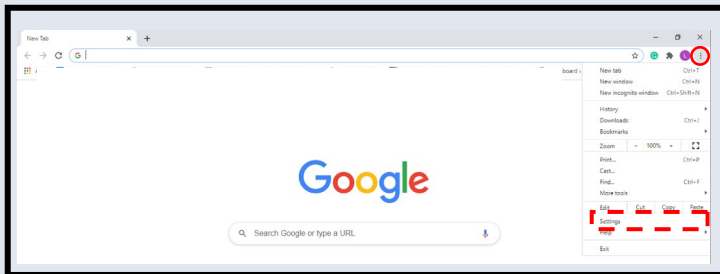 New Tab
board
New tab Ctrl+T
New window Ctrl+N
New incognito window Ctrl+Shift+N
History
Downloads Ctrl+J
Bookmarks
Zoom - 100% +
Print... Ctrl+P
Cast...
Find... Ctrl+F
More tools
Edit Cut Copy Paste
Settings
Help
Exit
Google
Search Google or type a URL